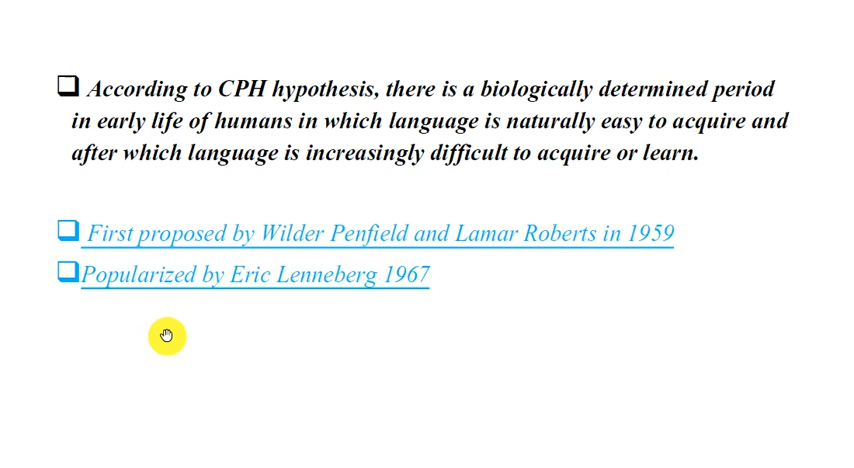 According to CPH hypothesis, there is a biologically determined period
in early life of humans in which language is naturally easy to acquire and
after which language is increasingly difficult to acquire or learn.
First proposed by Wilder Penfield and Lamar Roberts in 1959
Popularized by Eric Lenneberg 1967